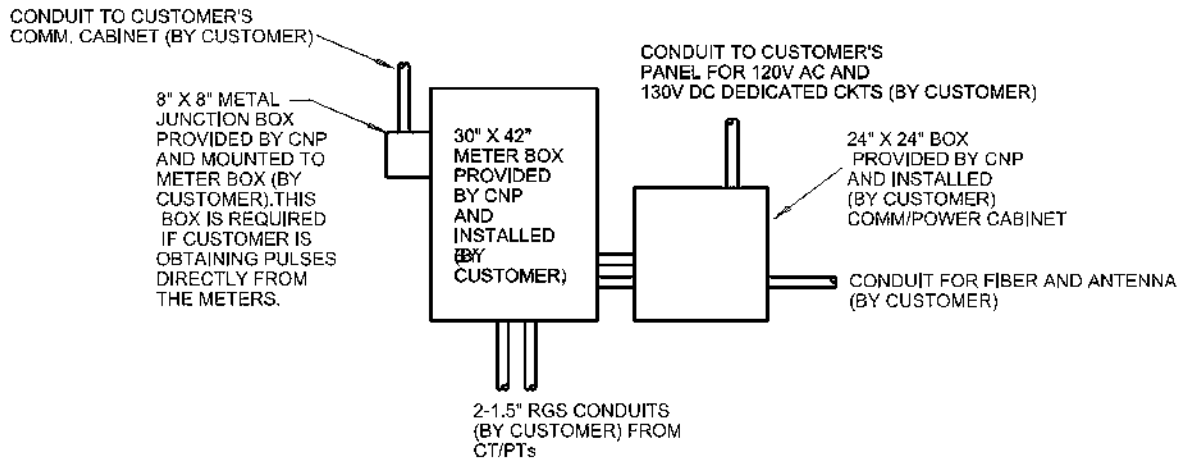 CONDUIT TO CUSTOMER'S
COMM. CABINET (BY CUSTOMER)
8" X 8" METAL
JUNCTION BOX
PROVIDED BY CNP
AND MOUNTED TO
METER BOX (BY
CUSTOMER).THIS
BOX IS REQUIRED
IF CUSTOMER IS
OBTAINING PULSES
DIRECTLY FROM
THE METERS.
30" X 42"
METER BOX
PROVIDED
BY CNP
AND
INSTALLED
(BY
CUSTOMER)
CONDUIT TO CUSTOMER'S
PANEL FOR 120V AC AND
130V DC DEDICATED CKTS (BY CUSTOMER)
24" X 24" BOX
PROVIDED BY CNP
AND INSTALLED
(BY CUSTOMER)
COMM/POWER CABINET
CONDUIT FOR FIBER AND ANTENNA
(BY CUSTOMER)
2-1.5" RGS CONDUITS
(BY CUSTOMER) FROM
CT/PTs